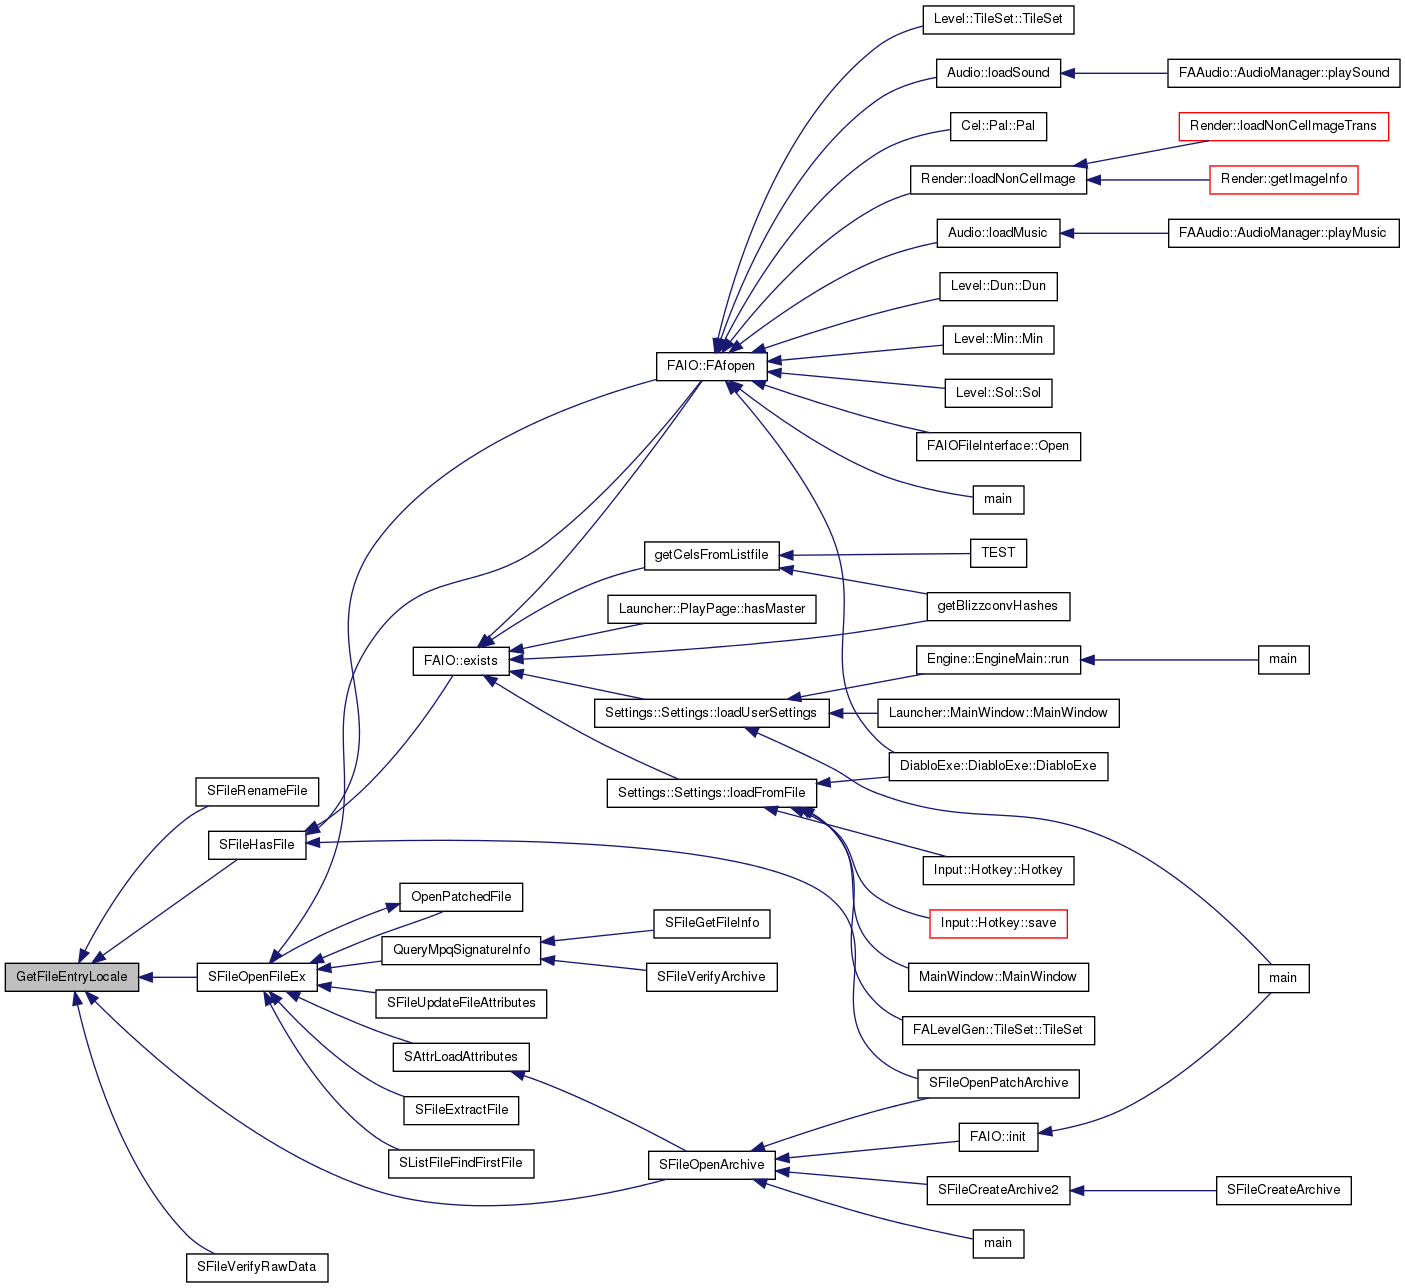 Level::TileSet::TileSet
Audio::loadSound
FAAudio::AudioManager::playSound
Cel::Pal::Pal
Render::loadNonCelImageTrans
Render::loadNonCelImage
Render::getImageInfo
Audio::loadMusic
FAAudio::AudioManager::playMusic
Level::Dun::Dun
Level::Min::Min
FAIO::FAfopen
Level::Sol::Sol
FAIOFileInterface::Open
main
getCelsFromListfile
TEST
Launcher::PlayPage::hasMaster
getBlizzconvHashes
FAIO::exists
Engine::EngineMain::run
main
Settings::Settings::loadUserSettings
Launcher::MainWindow::MainWindow
DiabloExe::DiabloExe::DiabloExe
SFileRenameFile
Settings::Settings::loadFromFile
SFileHasFile
Input::Hotkey::Hotkey
OpenPatchedFile
SFileGetFileInfo
Input::Hotkey::save
QueryMpqSignatureInfo
GetFileEntryLocale
SFileOpenFileEx
SFileVerifyArchive
MainWindow::MainWindow
main
SFileUpdateFileAttributes
FALevelGen::TileSet::TileSet
SAttrLoadAttributes
SFileOpenPatchArchive
SFileExtractFile
FAIO::init
SListFileFindFirstFile
SFileOpenArchive
SFileCreateArchive2
SFileCreateArchive
main
SFileVerifyRawData